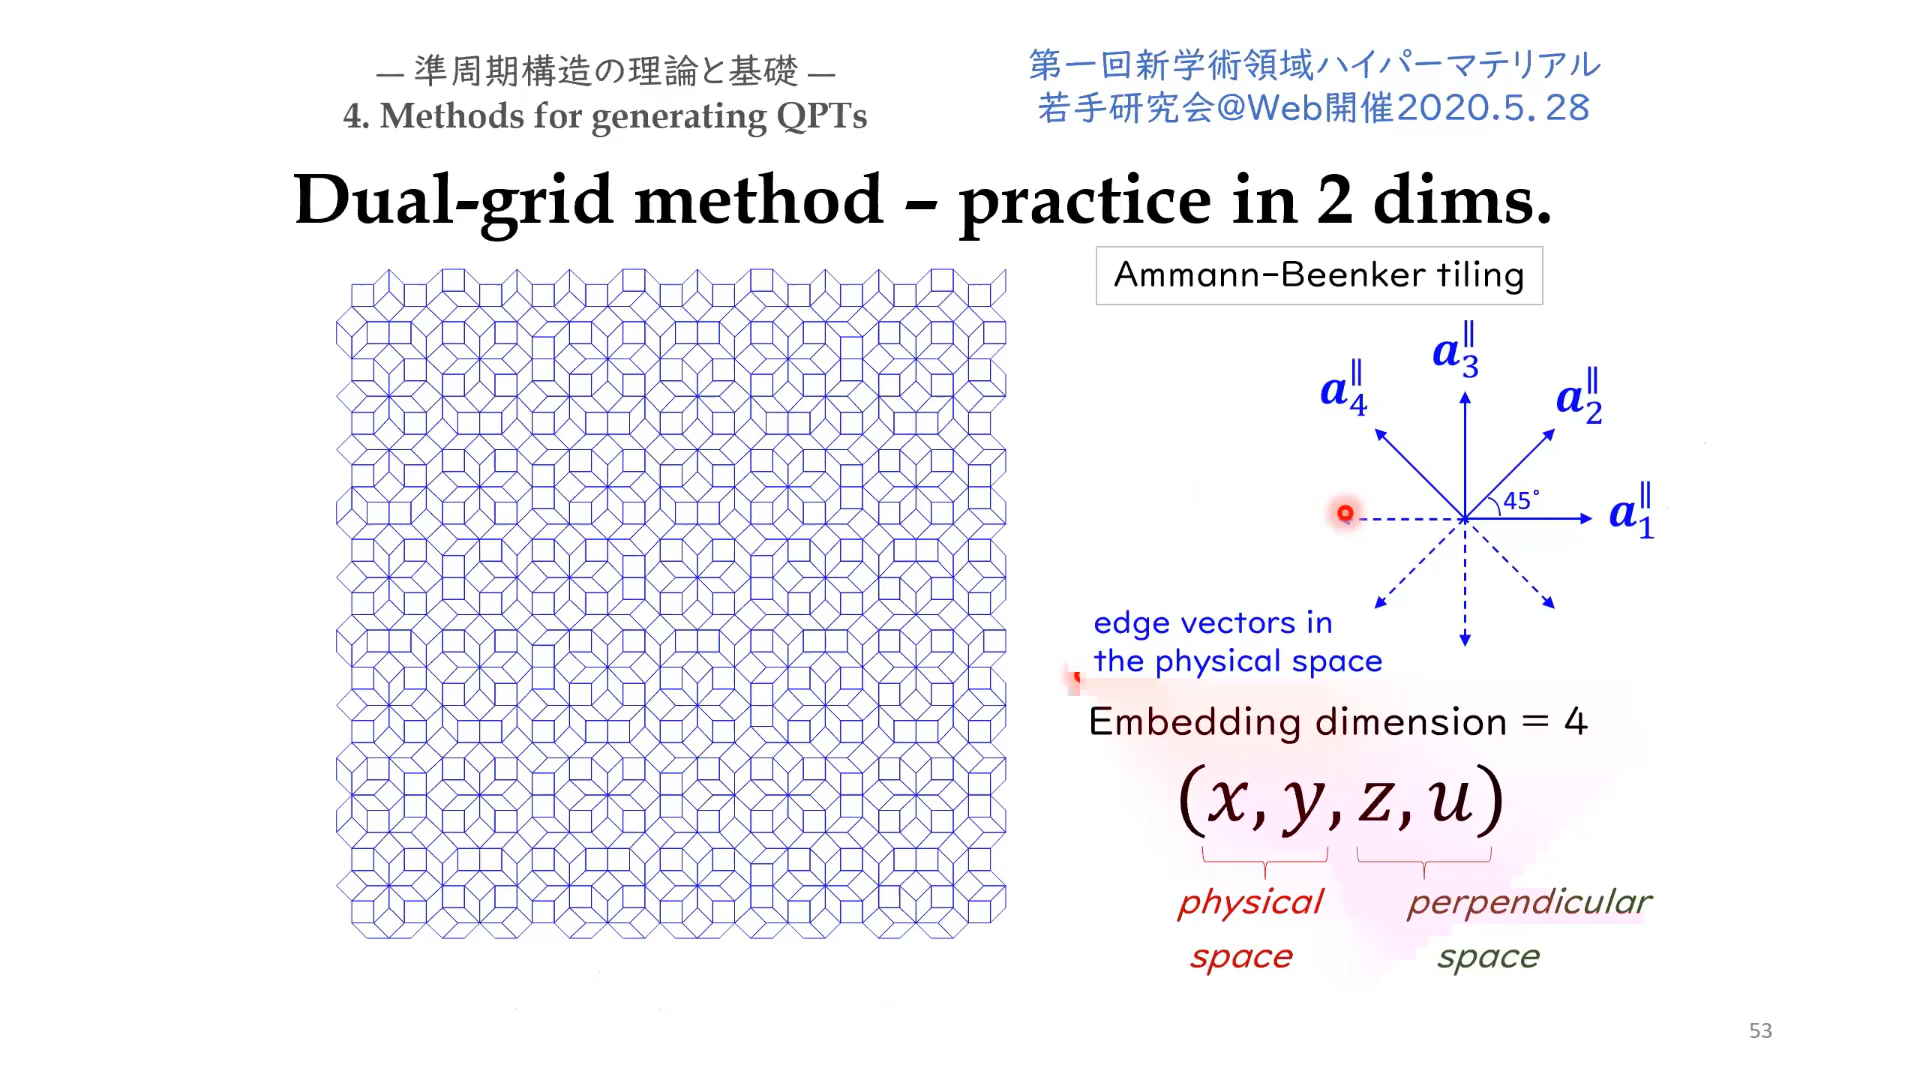 — 準周期構造の理論と基礎 —
4. Methods for generating QPTs
第一回新学術領域ハイパーマテリアル
若手研究会@Web開催2020.5.28
Dual-grid method – practice in 2 dims.
Ammann-Beenker tiling
𝒂₃∥
𝒂₄∥
𝒂₂∥
45°
𝒂₁∥
edge vectors in
the physical space
Embedding dimension = 4
(x, y, z, u)
physical
space
perpendicular
space
53